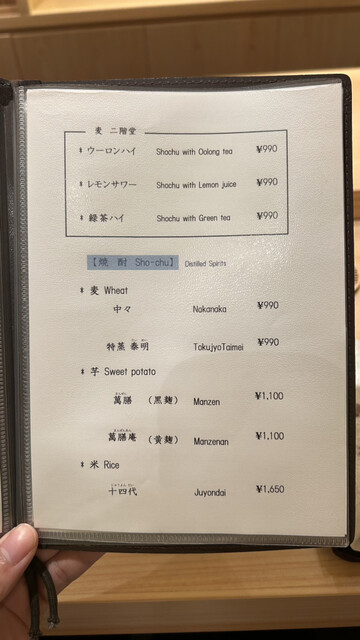 麦 二階堂
* ウーロンハイ Shochu with Oolong tea ¥990
* レモンサワー Shochu with Lemon juice ¥990
* 緑茶ハイ Shochu with Green tea ¥990
【焼 酎 Sho-chu】 Distilled Spirits
* 麦 Wheat
中々 Nakanaka ¥990
特蒸 泰明 TokujyoTaimei ¥990
* 芋 Sweet potato
萬膳 (黒麹) Manzen ¥1,100
萬膳庵 (黄麹) Manzenan ¥1,100
* 米 Rice
十四代 Juyondai ¥1,650